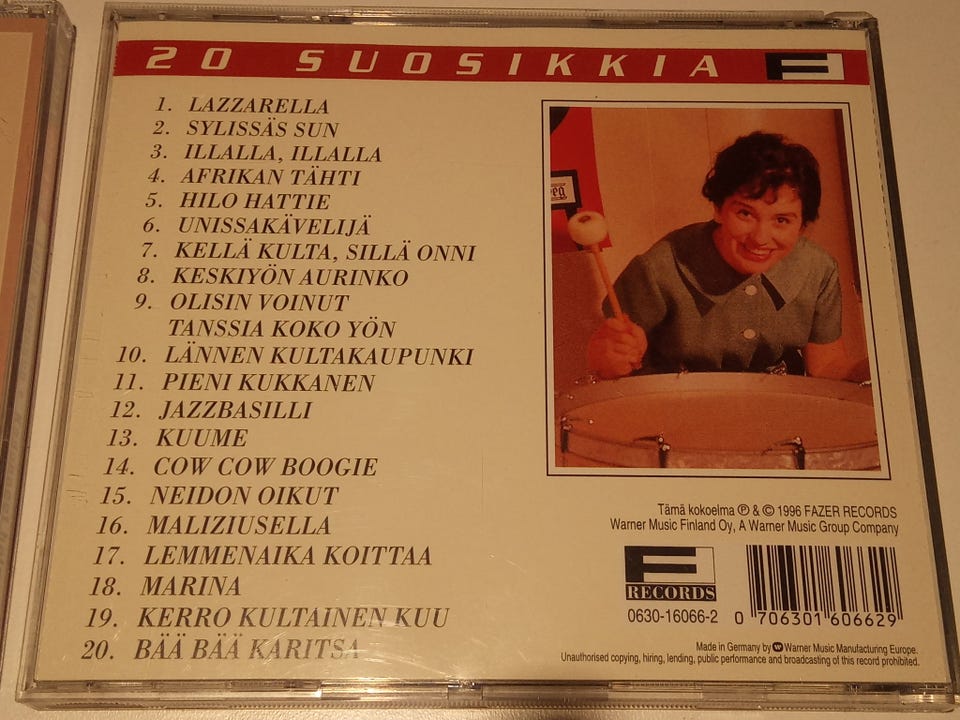 20 SUOSIKKIA F
1. LAZZARELLA
2. SYLISSÄS SUN
3. ILLALLA, ILLALLA
4. AFRIKAN TÄHTI
5. HILO HATTIE
6. UNISSAKÄVELIJÄ
7. KELLÄ KULTA, SILLÄ ONNI
8. KESKIYÖN AURINKO
9. OLISIN VOINUT
TANSSIA KOKO YÖN
10. LÄNNEN KULTAKAUPUNKI
11. PIENI KUKKANEN
12. JAZZBASILLI
13. KUUME
14. COW COW BOOGIE
15. NEIDON OIKUT
16. MALIZIUSELLA
17. LEMMENAIKA KOITTAA
18. MARINA
19. KERRO KULTAINEN KUU
20. BÄÄ BÄÄ KARITSA
Tämä kokoelma ℗ & © 1996 FAZER RECORDS
Warner Music Finland Oy, A Warner Music Group Company
F
RECORDS
0630-16066-2
0 706301 606629
Made in Germany by Warner Music Manufacturing Europe.
Unauthorised copying, hiring, lending, public performance and broadcasting of this record prohibited.